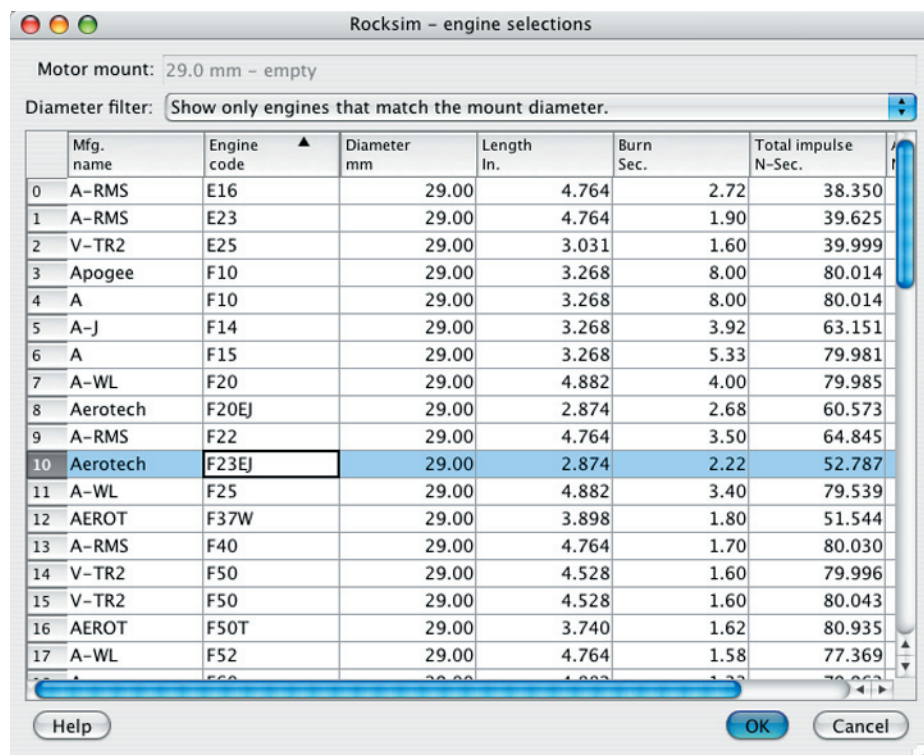 Rocksim – engine selections
Motor mount: 29.0 mm – empty
Diameter filter: Show only engines that match the mount diameter.
Mfg. name Engine code ▲ Diameter mm Length In. Burn Sec. Total impulse N-Sec.
0 A-RMS E16 29.00 4.764 2.72 38.350
1 A-RMS E23 29.00 4.764 1.90 39.625
2 V-TR2 E25 29.00 3.031 1.60 39.999
3 Apogee F10 29.00 3.268 8.00 80.014
4 A F10 29.00 3.268 8.00 80.014
5 A-J F14 29.00 3.268 3.92 63.151
6 A F15 29.00 3.268 5.33 79.981
7 A-WL F20 29.00 4.882 4.00 79.985
8 Aerotech F20EJ 29.00 2.874 2.68 60.573
9 A-RMS F22 29.00 4.764 3.50 64.845
10 Aerotech F23EJ 29.00 2.874 2.22 52.787
11 A-WL F25 29.00 4.882 3.40 79.539
12 AEROT F37W 29.00 3.898 1.80 51.544
13 A-RMS F40 29.00 4.764 1.70 80.030
14 V-TR2 F50 29.00 4.528 1.60 79.996
15 V-TR2 F50 29.00 4.528 1.60 80.043
16 AEROT F50T 29.00 3.740 1.62 80.935
17 A-WL F52 29.00 4.764 1.58 77.369
Help OK Cancel